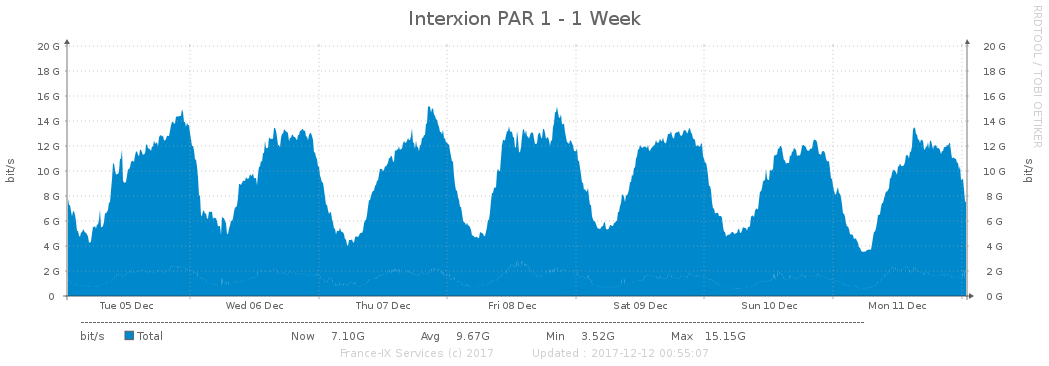 Interxion PAR 1 - 1 Week
RRDTOOL / TOBI OETIKER
20 G 20 G
18 G 18 G
16 G 16 G
14 G 14 G
12 G 12 G
10 G 10 G
8 G 8 G
6 G 6 G
4 G 4 G
2 G 2 G
0 0 G
bit/s
bit/s
Tue 05 Dec Wed 06 Dec Thu 07 Dec Fri 08 Dec Sat 09 Dec Sun 10 Dec Mon 11 Dec
bit/s Total Now 7.10G Avg 9.67G Min 3.52G Max 15.15G
France-IX Services (c) 2017 Updated : 2017-12-12 00:55:07